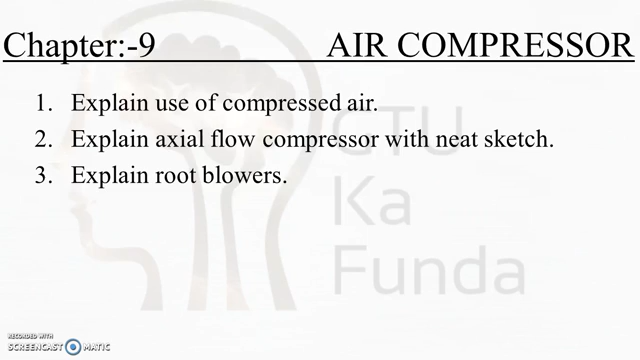 Chapter:-9 AIR COMPRESSOR
1. Explain use of compressed air.
2. Explain axial flow compressor with neat sketch.
3. Explain root blowers.
GTU
Ka
Funda
RECORDED WITH
SCREENCAST MATIC